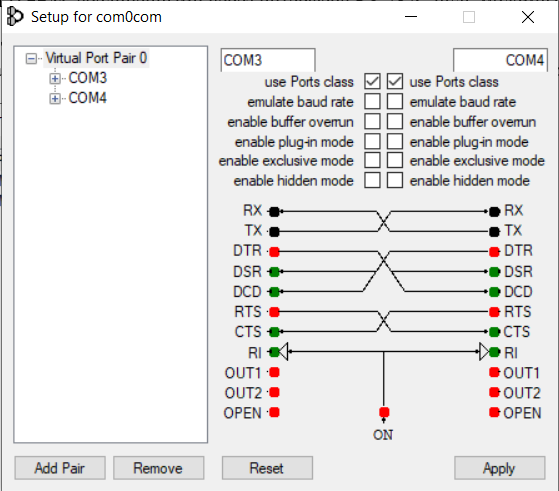 Setup for com0com
Virtual Port Pair 0
COM3
COM4
COM3 COM4
use Ports class use Ports class
emulate baud rate emulate baud rate
enable buffer overrun enable buffer overrun
enable plug-in mode enable plug-in mode
enable exclusive mode enable exclusive mode
enable hidden mode enable hidden mode
RX RX
TX TX
DTR DTR
DSR DSR
DCD DCD
RTS RTS
CTS CTS
RI RI
OUT1 OUT1
OUT2 OUT2
OPEN OPEN
ON
Add Pair Remove Reset Apply